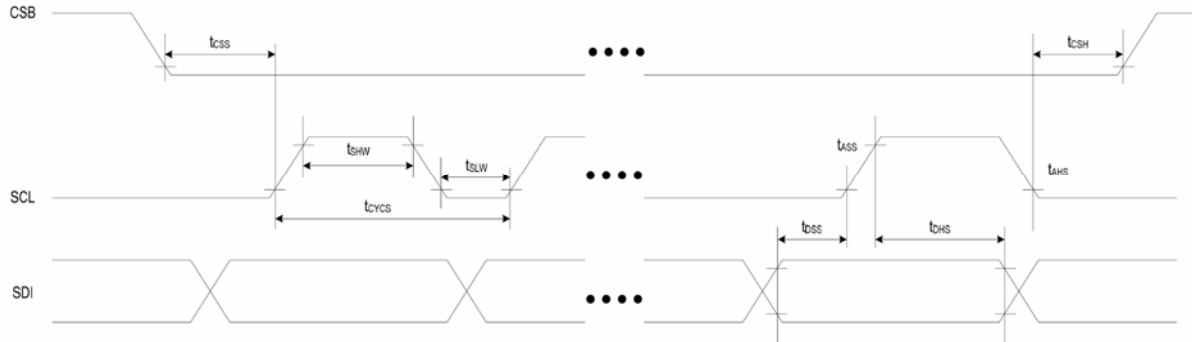 CSB
tCSS
tCSH
tSHW
tSLW
tASS
tAHS
SCL
tCYCS
tDSS
tDHS
SDI